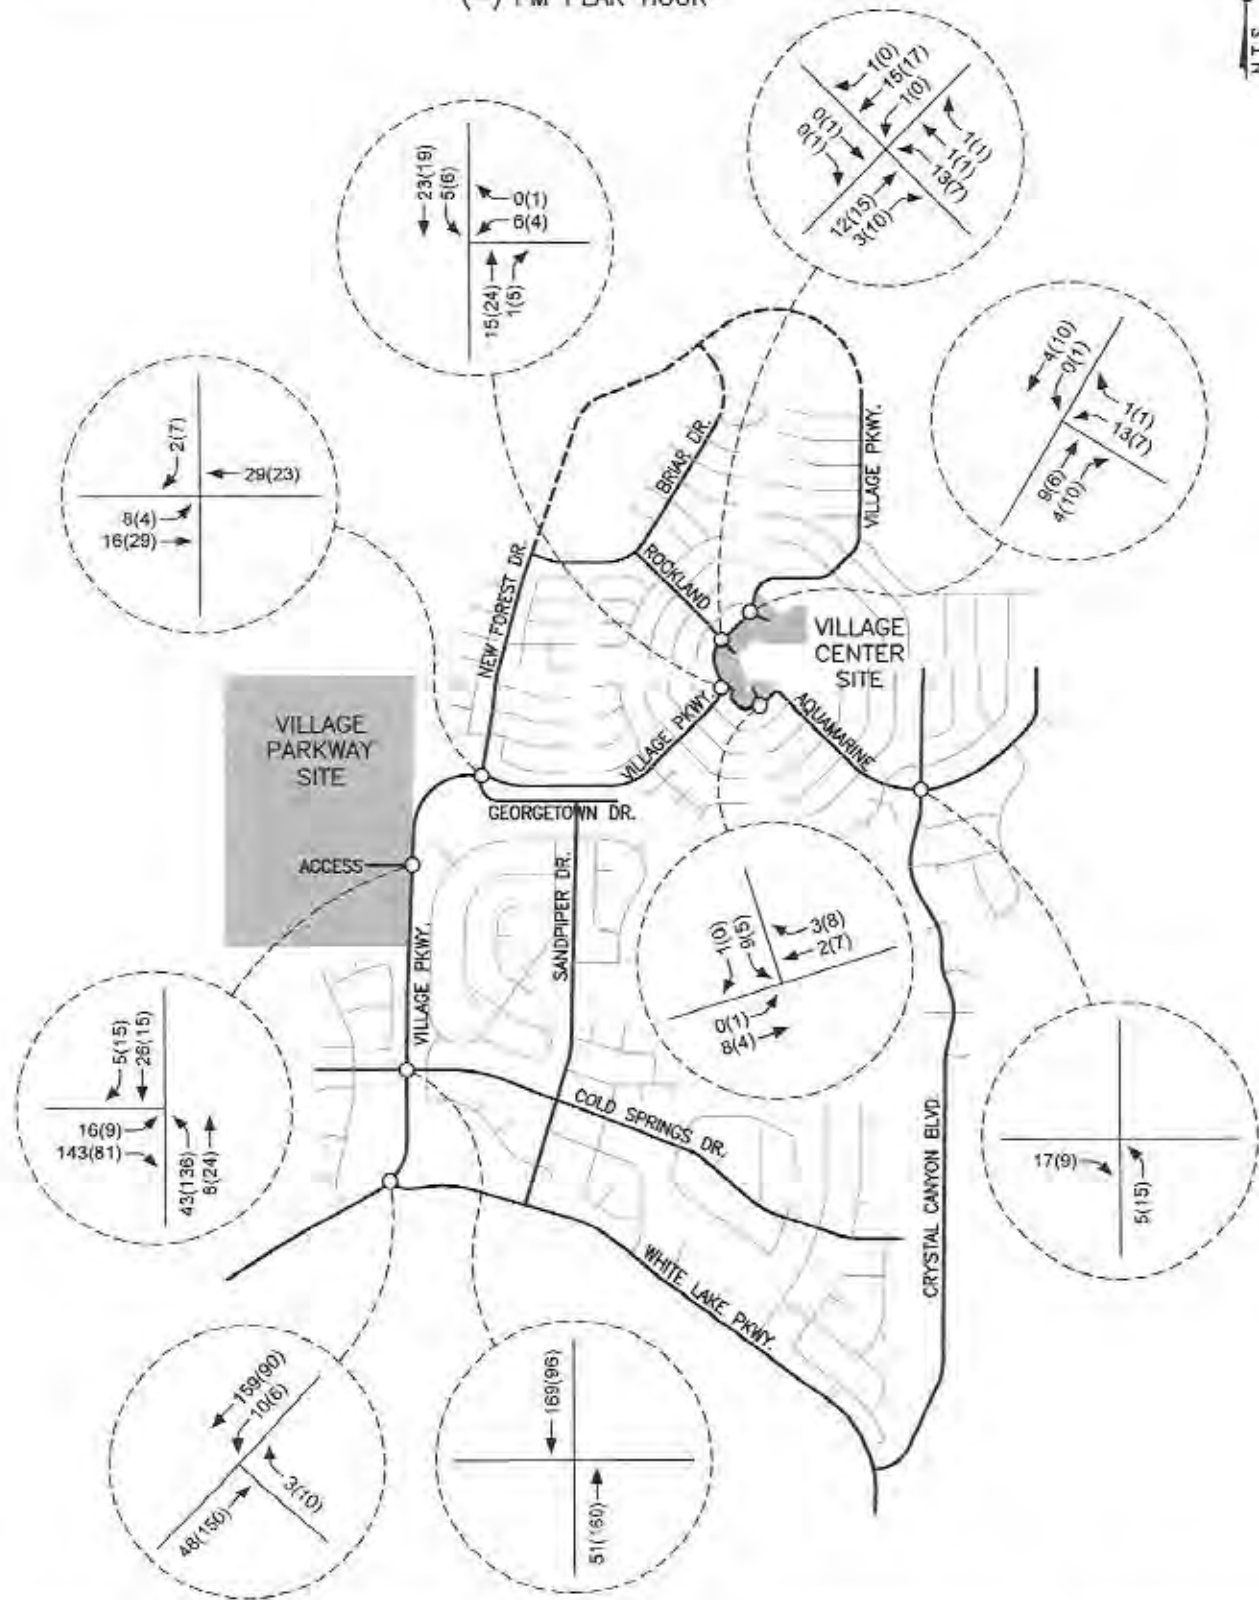 (-) PM PEAK HOUR
N.T.S.
1(0)
15(17)
1(0)
0(1)
0(1)
1(1)
1(1)
13(7)
12(15)
3(10)
23(19)
5(6)
0(1)
6(4)
15(24)
1(5)
4(10)
0(1)
1(1)
13(7)
9(6)
4(10)
2(7)
29(23)
8(4)
16(29)
BRIAR DR.
VILLAGE PKWY.
ROCKLAND
NEW FOREST DR.
VILLAGE
CENTER
SITE
VILLAGE PKWY.
AQUAMARINE
VILLAGE
PARKWAY
SITE
GEORGETOWN DR.
ACCESS
SANDPIPER DR.
VILLAGE PKWY.
1(0)
9(5)
3(8)
2(7)
0(1)
8(4)
5(15)
26(15)
16(9)
143(81)
43(136)
8(24)
COLD SPRINGS DR.
CRYSTAL CANYON BLVD.
17(9)
5(15)
WHITE LAKE PKWY.
159(90)
10(6)
3(10)
48(150)
169(96)
51(160)